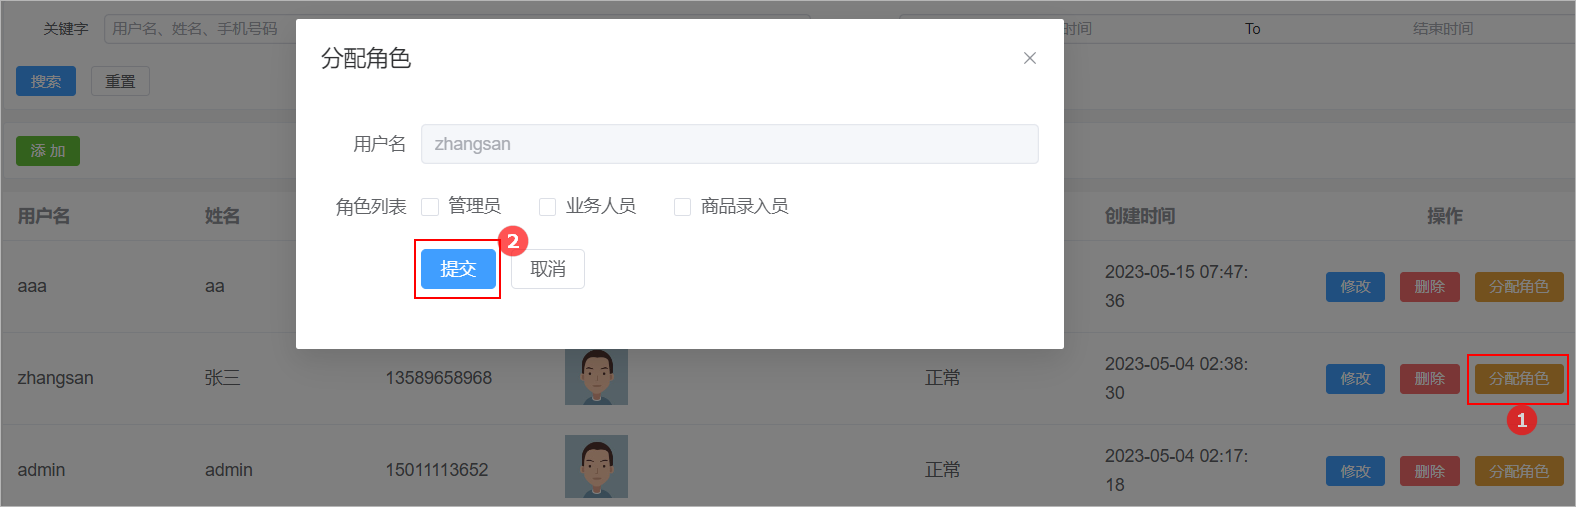 关键字 用户名、姓名、手机号码 时间 To 结束时间
分配角色
搜索 重置
用户名 zhangsan
添 加
角色列表 管理员 业务人员 商品录入员
用户名 姓名 创建时间 操作
2
提交 取消
aaa aa 2023-05-15 07:47:
36 修改 删除 分配角色
zhangsan 张三 13589658968 正常 2023-05-04 02:38:
30 修改 删除 分配角色
1
admin admin 15011113652 正常 2023-05-04 02:17:
18 修改 删除 分配角色